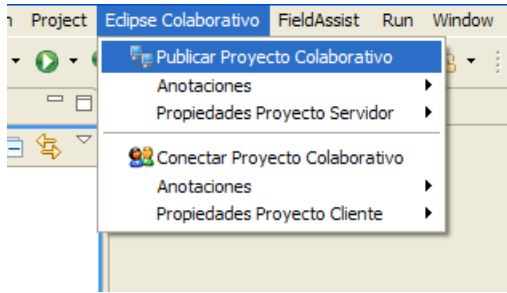 Project Eclipse Colaborativo FieldAssist Run Window
Publicar Proyecto Colaborativo
Anotaciones
Propiedades Proyecto Servidor
Conectar Proyecto Colaborativo
Anotaciones
Propiedades Proyecto Cliente